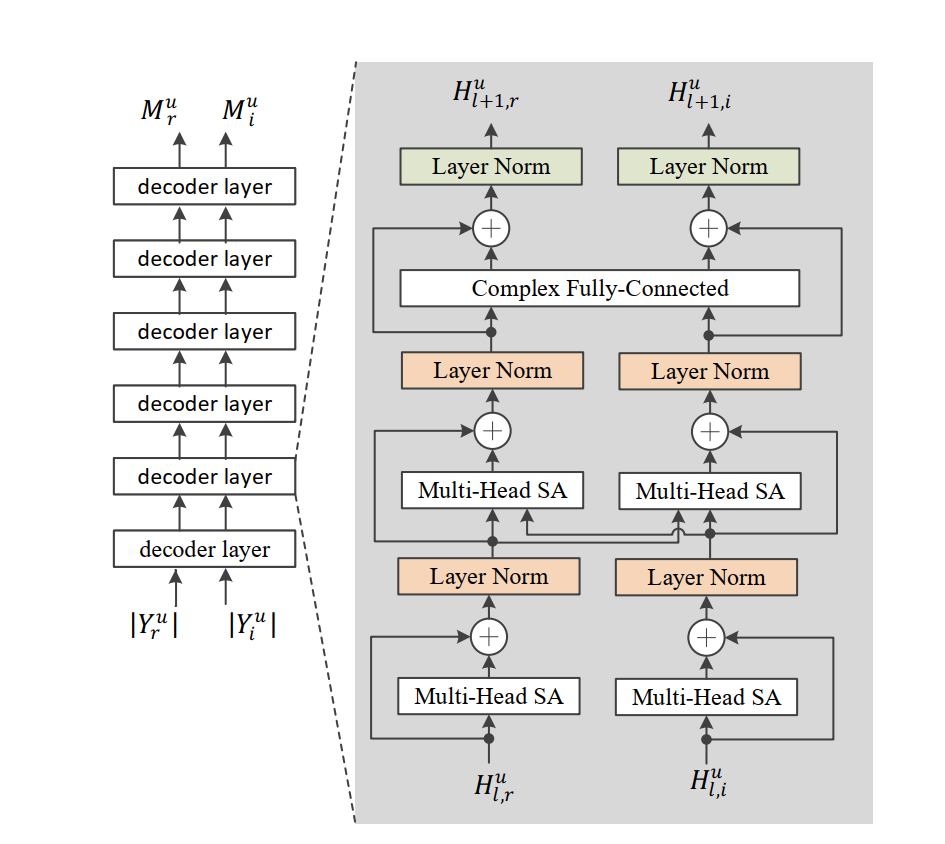 M_r^u M_i^u
decoder layer
decoder layer
decoder layer
decoder layer
decoder layer
decoder layer
|Y_r^u| |Y_i^u|
H_{l+1,r}^u H_{l+1,i}^u
Layer Norm Layer Norm
+ +
Complex Fully-Connected
Layer Norm Layer Norm
+ +
Multi-Head SA Multi-Head SA
Layer Norm Layer Norm
+ +
Multi-Head SA Multi-Head SA
H_{l,r}^u H_{l,i}^u